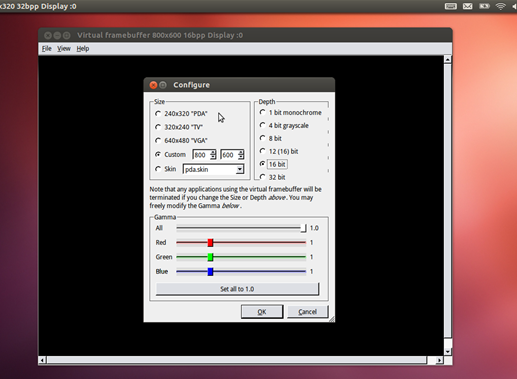 x320 32bpp Display :0
Virtual framebuffer 800x600 16bpp Display :0
File View Help
Configure
Size
240x320 "PDA"
320x240 "TV"
640x480 "VGA"
Custom 800 600
Skin pda.skin
Depth
1 bit monochrome
4 bit grayscale
8 bit
12 (16) bit
16 bit
32 bit
Note that any applications using the virtual framebuffer will be
terminated if you change the Size or Depth above. You may
freely modify the Gamma below .
Gamma
All 1.0
Red 1
Green 1
Blue 1
Set all to 1.0
OK Cancel